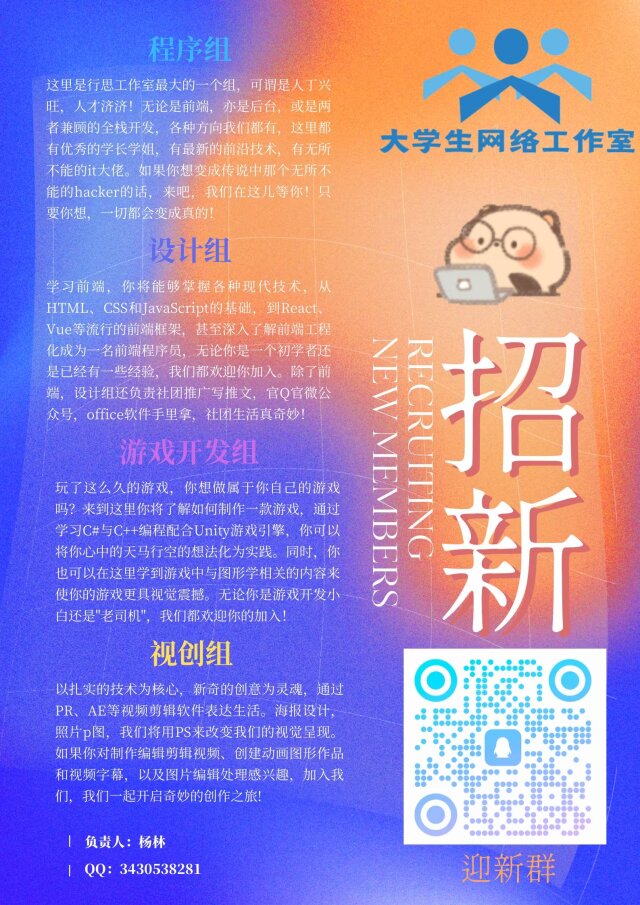 程序组
这里是行思工作室最大的一个组，可谓是人丁兴
旺，人才济济！无论是前端，亦是后台，或是两
者兼顾的全栈开发，各种方向我们都有，这里都
有优秀的学长学姐，有最新的前沿技术，有无所
不能的it大佬。如果你想变成传说中那个无所不
能的hacker的话，来吧，我们在这儿等你！只
要你想，一切都会变成真的！
设计组
学习前端，你将能够掌握各种现代技术，从
HTML、CSS和JavaScript的基础，到React、
Vue等流行的前端框架，甚至深入了解前端工程
化成为一名前端程序员，无论你是一个初学者还
是已经有一些经验，我们都欢迎你加入。除了前
端，设计组还负责社团推广写推文，官Q官微公
众号，office软件手里拿，社团生活真奇妙！
游戏开发组
玩了这么久的游戏，你想做属于你自己的游戏
吗？来到这里你将了解如何制作一款游戏，通过
学习C#与C++编程配合Unity游戏引擎，你可以
将你心中的天马行空的想法化为实践。同时，你
也可以在这里学到游戏中与图形学相关的内容来
使你的游戏更具视觉震撼。无论你是游戏开发小
白还是"老司机"，我们都欢迎你的加入！
视创组
以扎实的技术为核心，新奇的创意为灵魂，通过
PR、AE等视频剪辑软件表达生活。海报设计，
照片p图，我们将用PS来改变我们的视觉呈现。
如果你对制作编辑剪辑视频、创建动画图形作品
和视频字幕，以及图片编辑处理感兴趣，加入我
们，我们一起开启奇妙的创作之旅!
负责人：杨林
QQ：3430538281
大学生网络工作室
招新
RECRUITING
NEW MEMBERS
迎新群